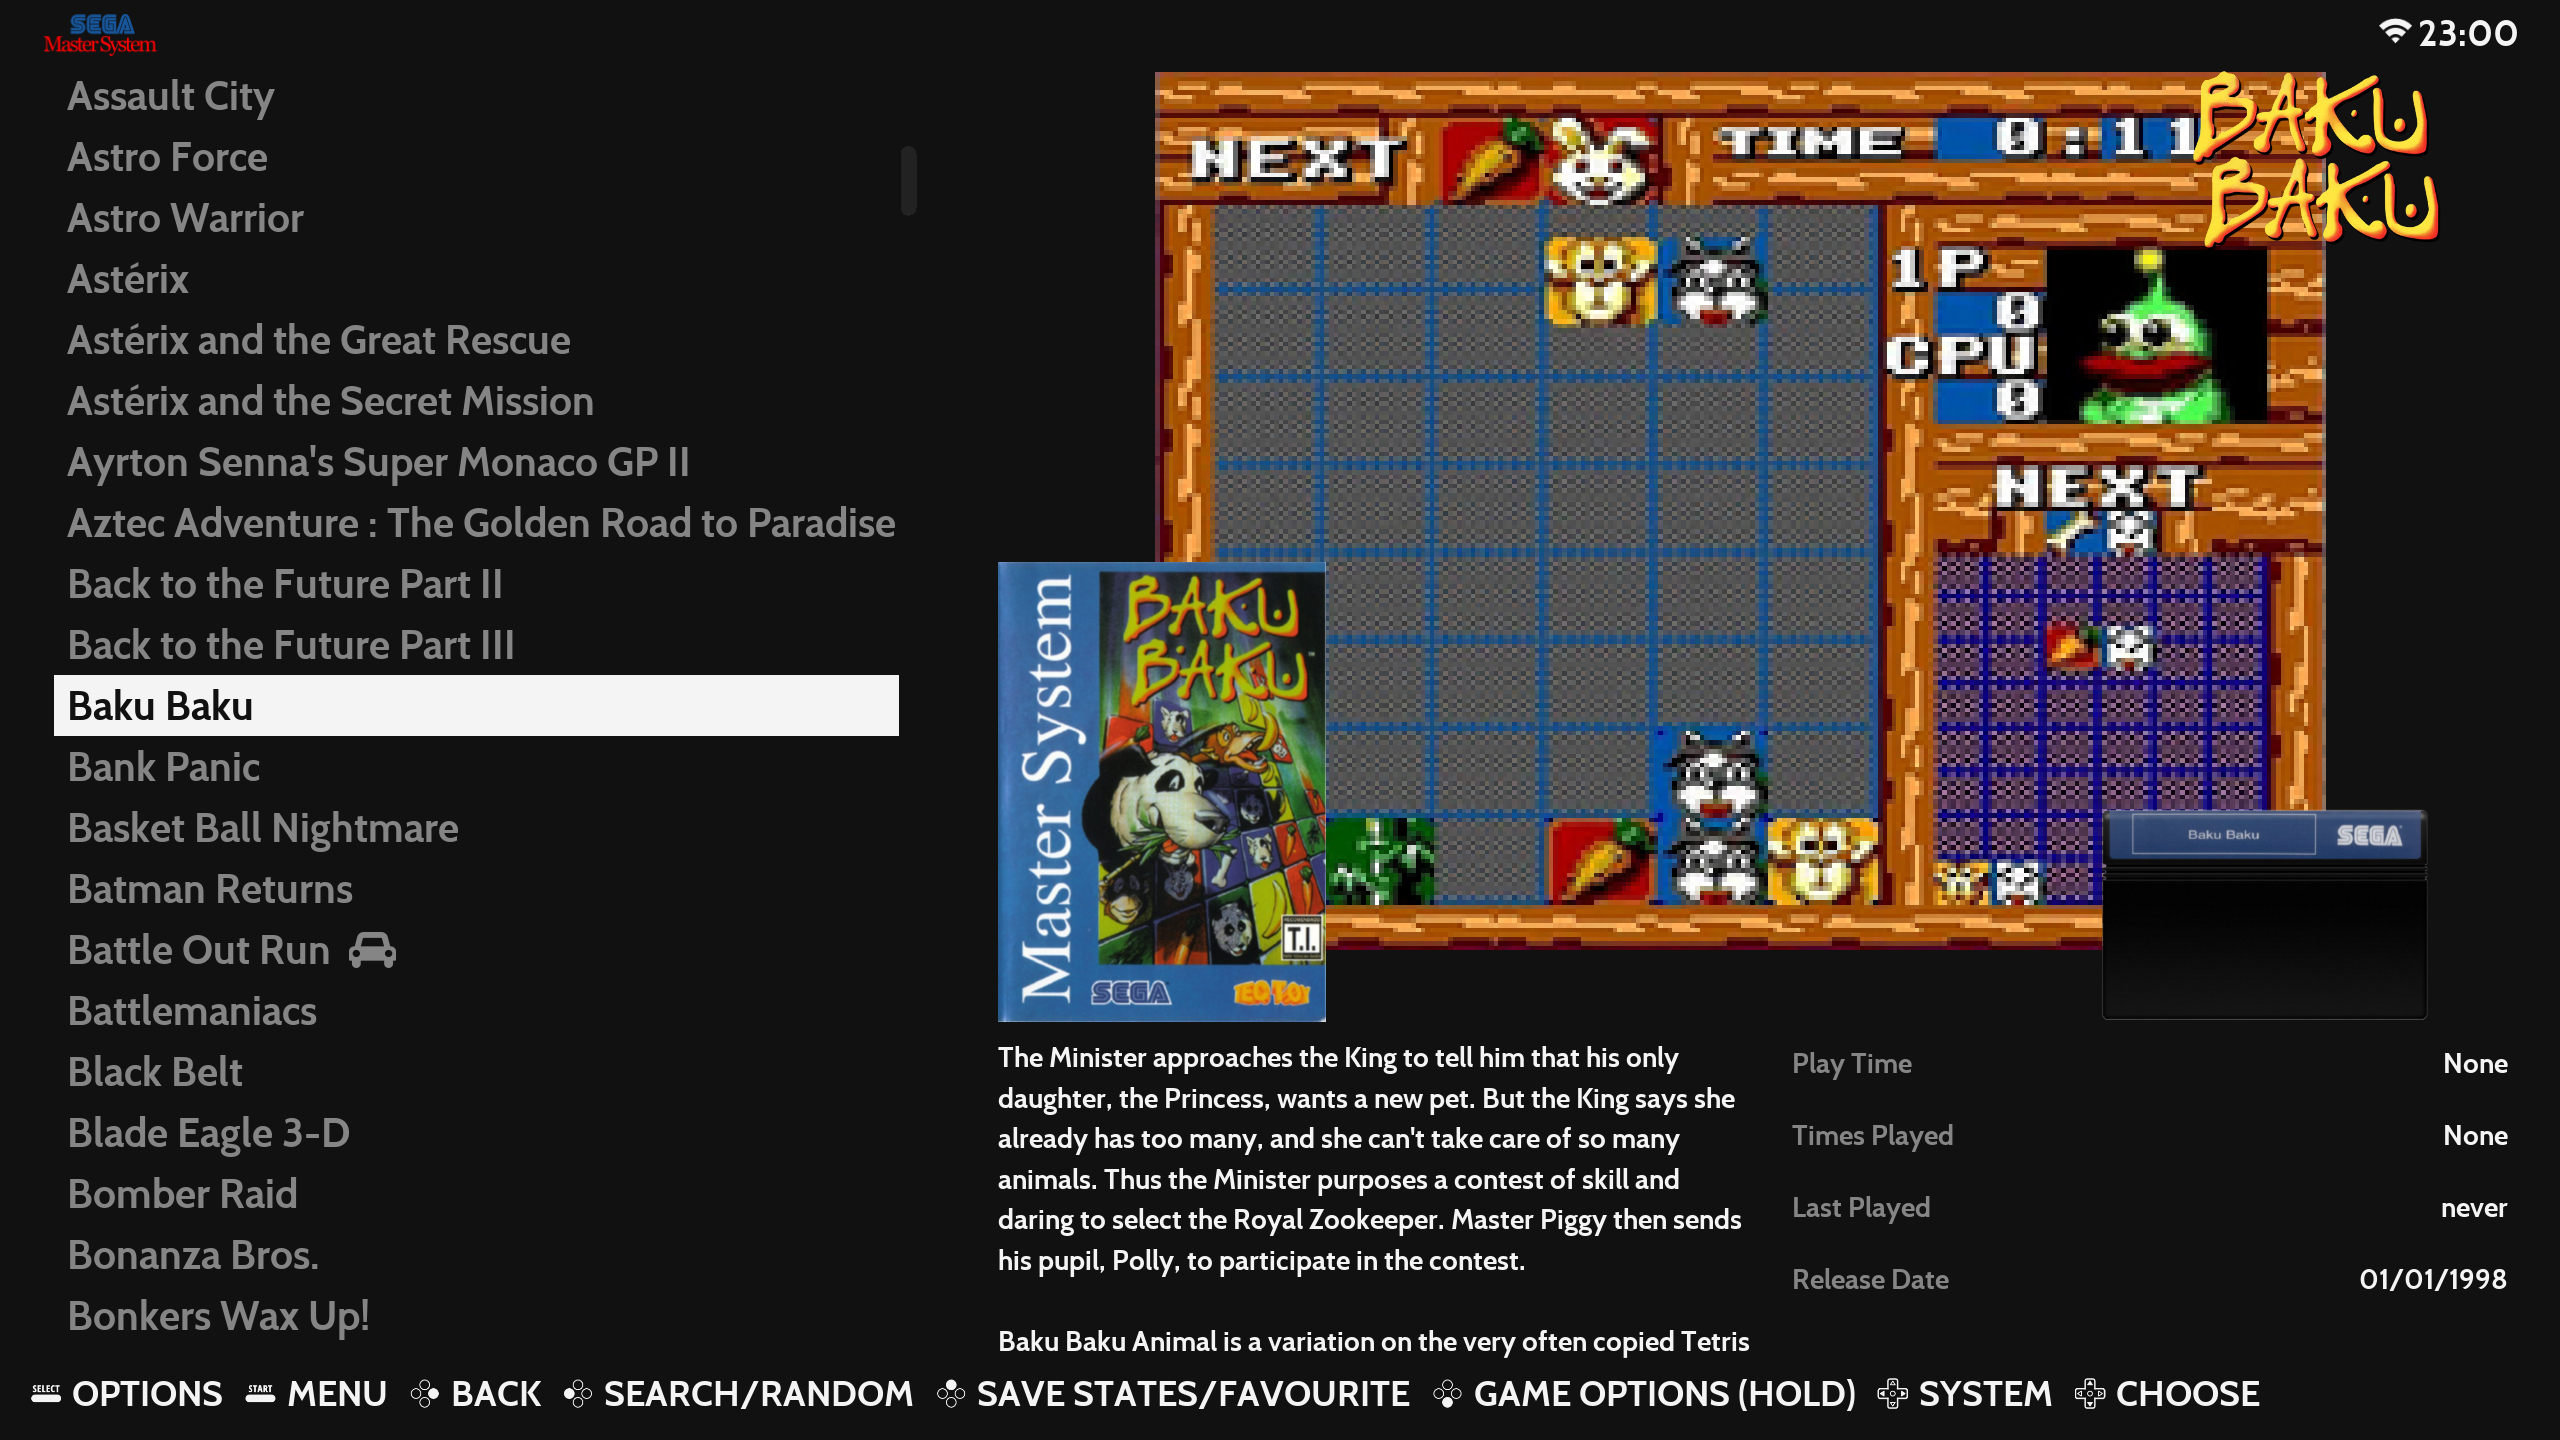 SEGA
Master System
23:00
Assault City
Astro Force
Astro Warrior
Astérix
Astérix and the Great Rescue
Astérix and the Secret Mission
Ayrton Senna's Super Monaco GP II
Aztec Adventure : The Golden Road to Paradise
Back to the Future Part II
Back to the Future Part III
Baku Baku
Bank Panic
Basket Ball Nightmare
Batman Returns
Battle Out Run
Battlemaniacs
Black Belt
Blade Eagle 3-D
Bomber Raid
Bonanza Bros.
Bonkers Wax Up!
NEXT
TIME 0:11
BAKU
BAKU
1P
0
CPU
0
NEXT
Master System
BAKU
BAKU
T.I.
SEGA
TEC TOY
Baku Baku
SEGA
The Minister approaches the King to tell him that his only
daughter, the Princess, wants a new pet. But the King says she
already has too many, and she can't take care of so many
animals. Thus the Minister purposes a contest of skill and
daring to select the Royal Zookeeper. Master Piggy then sends
his pupil, Polly, to participate in the contest.
Baku Baku Animal is a variation on the very often copied Tetris
Play Time None
Times Played None
Last Played never
Release Date 01/01/1998
SELECT OPTIONS START MENU BACK SEARCH/RANDOM SAVE STATES/FAVOURITE GAME OPTIONS (HOLD) SYSTEM CHOOSE